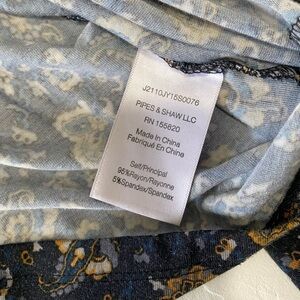 J2110JY15S0076
PIPES & SHAW LLC
RN 155820
Made In China
Fabriqué En Chine
Self/Principal
95%Rayon/Rayonne
5%Spandex/Spandex